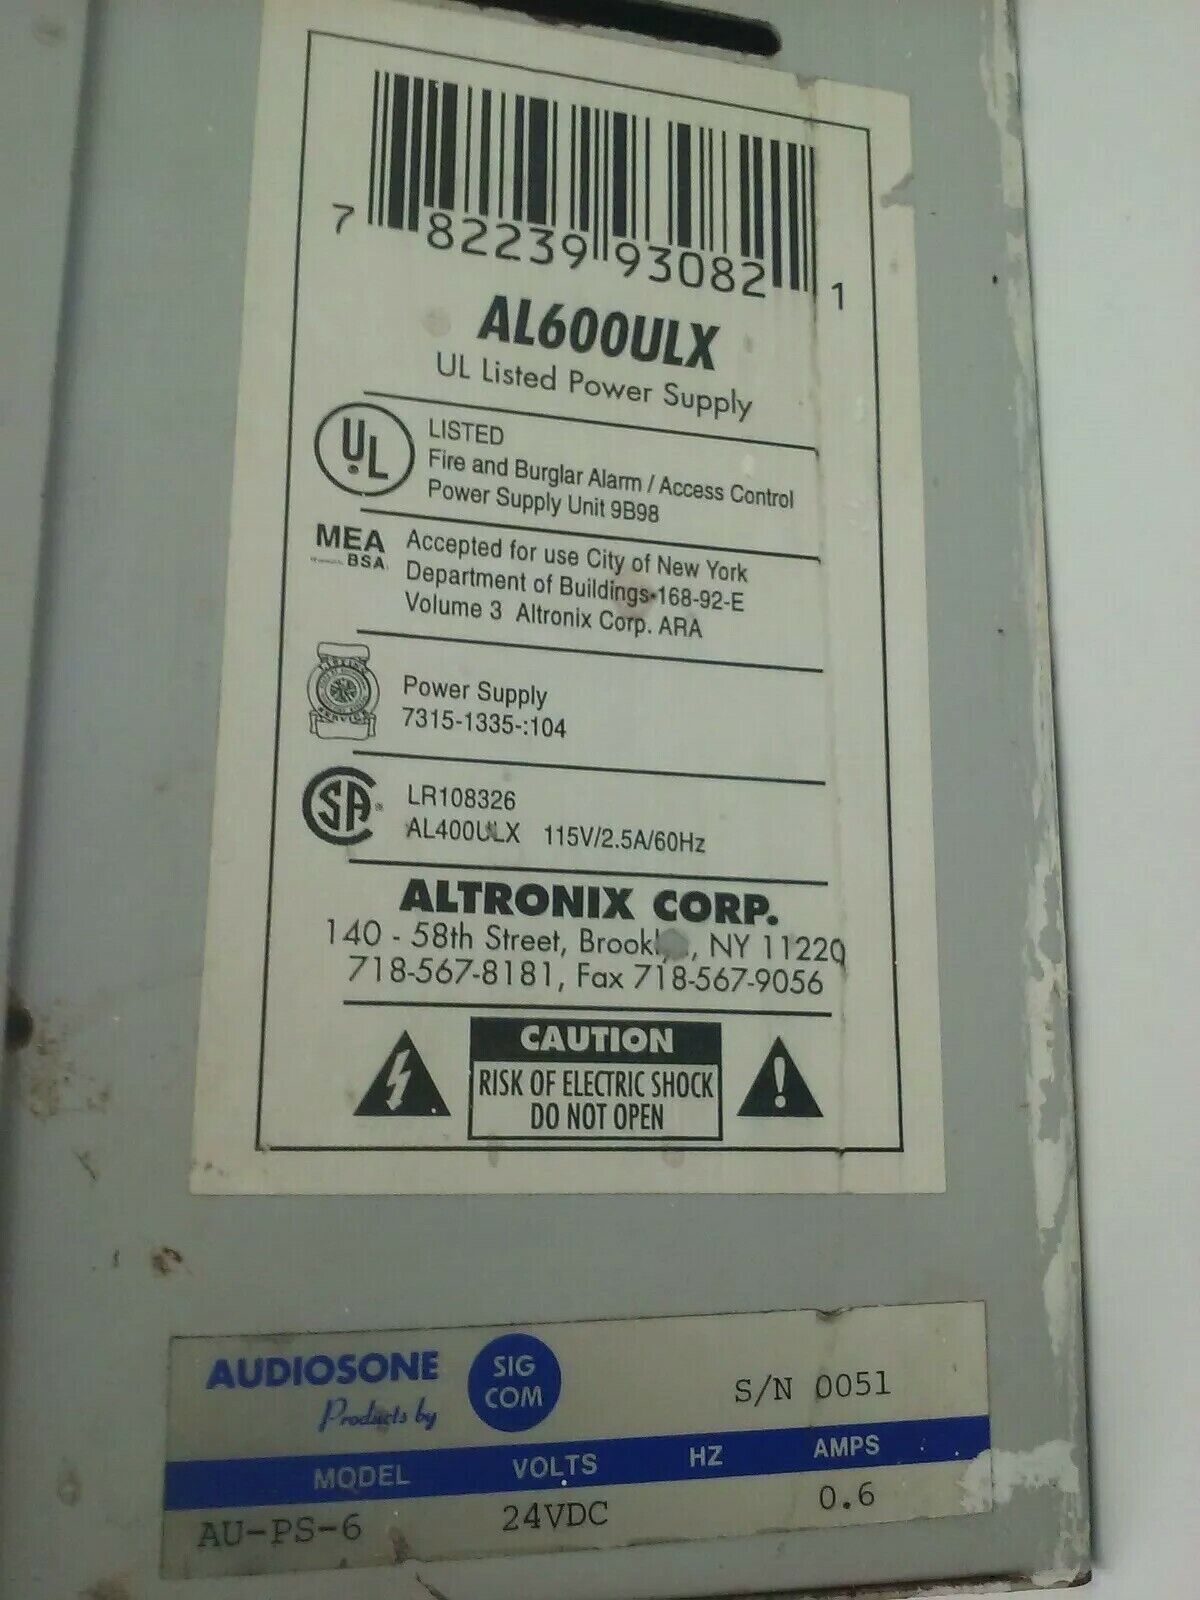 7 82239 93082 1
AL600ULX
UL Listed Power Supply
UL
LISTED
Fire and Burglar Alarm / Access Control
Power Supply Unit 9B98
MEA
BSA
Accepted for use City of New York
Department of Buildings-168-92-E
Volume 3 Altronix Corp. ARA
LISTING
SERVICE
Power Supply
7315-1335-:104
SA
LR108326
AL400ULX 115V/2.5A/60Hz
ALTRONIX CORP.
140 - 58th Street, , NY 11220
718-567-8181, Fax 718-567-9056
CAUTION
RISK OF ELECTRIC SHOCK
DO NOT OPEN
AUDIOSONE
Products by
SIG
COM
S/N 0051
MODEL VOLTS HZ AMPS
AU-PS-6 24VDC 0.6